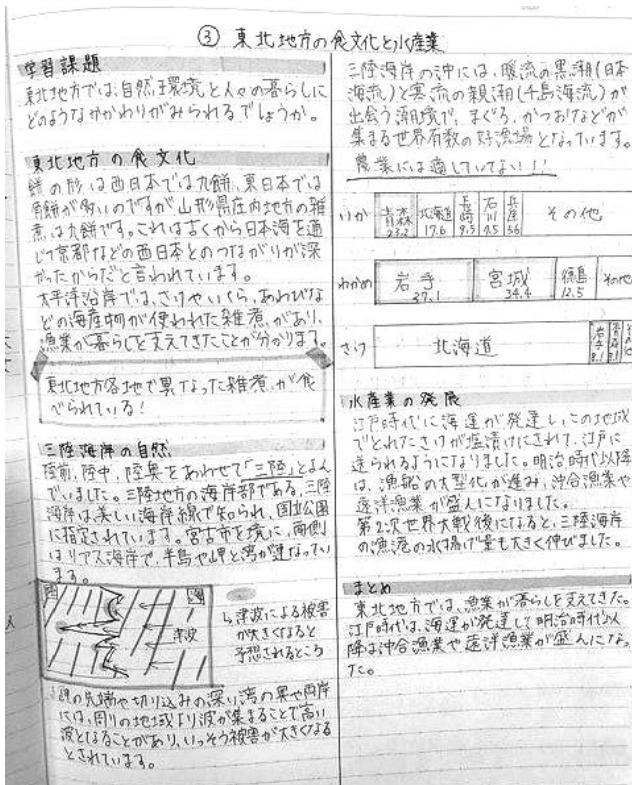 ③ 東北地方の食文化と水産業
学習課題
東北地方では、自然環境と人々の暮らしに
どのようなかかわりがみられるでしょうか。
東北地方の食文化
餅の形は西日本では丸餅、東日本では
角餅が多いのですが山形県庄内地方の雑
煮は丸餅です。これは古くから日本海を通
じて京都などの西日本とのつながりが深
かったからだと言われています。
太平洋沿岸では、さけやいくら、あわびな
どの海産物が使われた雑煮があり、
漁業が暮らしを支えてきたことが分かります。
東北地方各地で異なった雑煮が食
べられている!
三陸海岸の自然
陸前、陸中、陸奥をあわせて「三陸」とよん
でいました。三陸地方の海岸部である、三陸
海岸は美しい海岸線で知られ、国立公園
に指定されています。宮古市を境に、南側
はリアス海岸で、半島や岬と湾が連なってい
ます。
津波
↳津波による被害
が大きくなると
予想されるところ
岬の先端や切り込みの深い湾の奥や両岸
には、周りの地域より波が集まることで高い
波となることがあり、いっそう被害が大きくなる
とされています。
三陸海岸の沖には、暖流の黒潮(日本
海流)と寒流の親潮(千島海流)が
出会う潮境で、まぐろ、かつおなどが
集まる世界有数の好漁場となっています。
農業には適していない!!
いか 青森 23.2 北海道 17.6 長崎 9.5 石川 7.5 兵庫 5.6 その他
わかめ 岩手 37.1 宮城 34.4 徳島 12.5 その他
さけ 北海道 岩手 8.1 青森
水産業の発展
江戸時代に海運が発達し、この地域
でとれたさけが塩漬けにされて、江戸に
送られるようになりました。明治時代以降
は、漁船の大型化が進み、沖合漁業や
遠洋漁業が盛んになりました。
第2次世界大戦後になると、三陸海岸
の漁港の水揚げ量も大きく伸びました。
まとめ
東北地方では、漁業が暮らしを支えてきた。
江戸時代は、海運が発達して明治時代以
降は沖合漁業や遠洋漁業が盛んになっ
た。